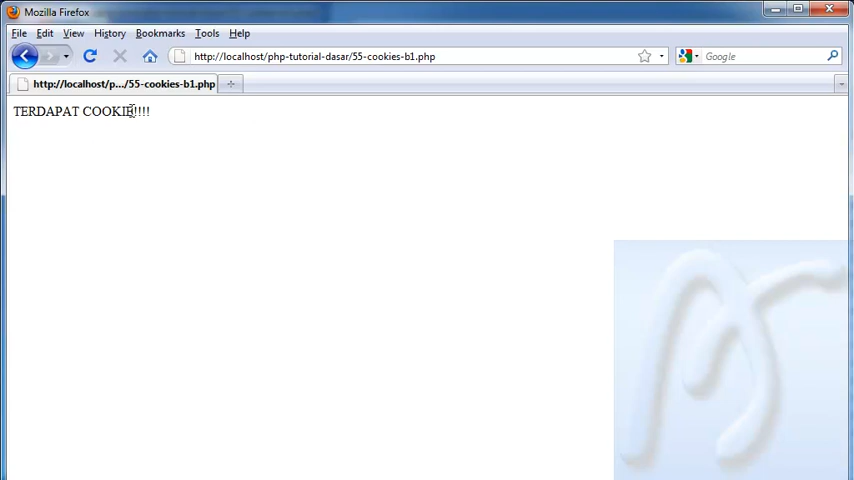 Mozilla Firefox
File Edit View History Bookmarks Tools Help
http://localhost/php-tutorial-dasar/55-cookies-b1.php
Google
http://localhost/p.../55-cookies-b1.php
TERDAPAT COOKIE!!!!